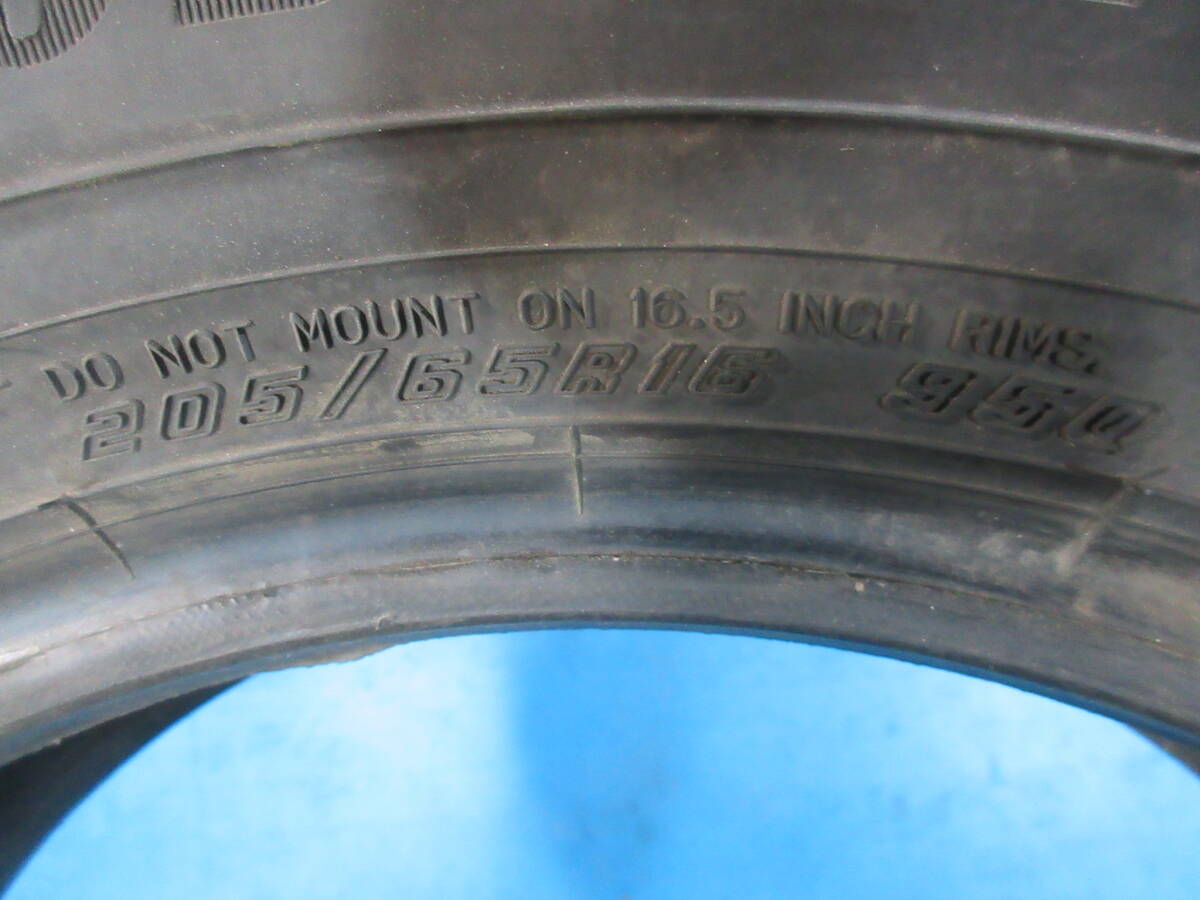 DO NOT MOUNT ON 16.5 INCH RIMS.
205/65R16 95Q